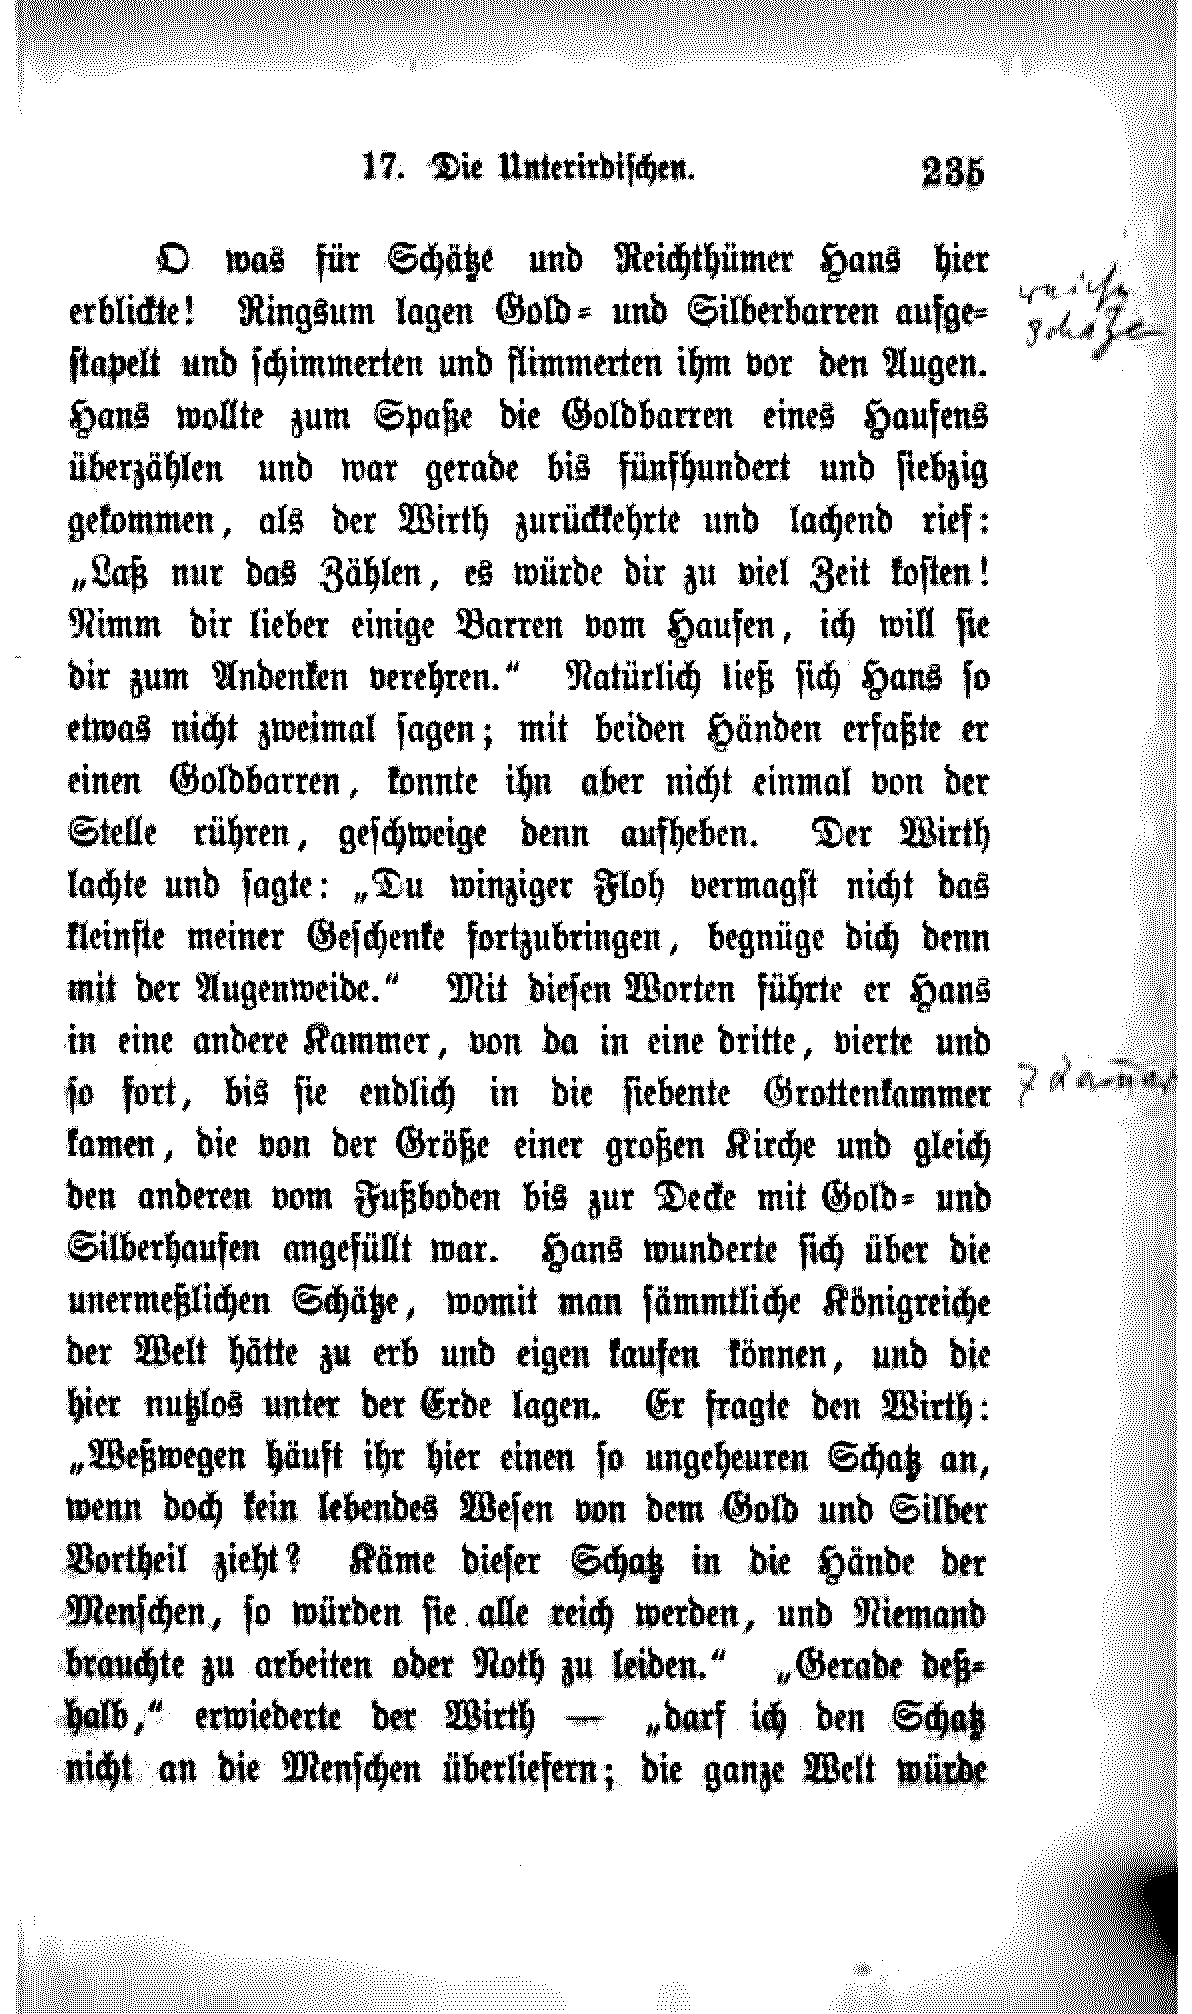 17. Die Unterirdischen. 235
O was für Schätze und Reichthümer Hans hier
erblickte! Ringsum lagen Gold- und Silberbarren aufge-
stapelt und schimmerten und flimmerten ihm vor den Augen.
Hans wollte zum Spaße die Goldbarren eines Haufens
überzählen und war gerade bis fünfhundert und siebzig
gekommen, als der Wirth zurückkehrte und lachend rief:
„Laß nur das Zählen, es würde dir zu viel Zeit kosten!
Nimm dir lieber einige Barren vom Haufen, ich will sie
dir zum Andenken verehren.“ Natürlich ließ sich Hans so
etwas nicht zweimal sagen; mit beiden Händen erfaßte er
einen Goldbarren, konnte ihn aber nicht einmal von der
Stelle rühren, geschweige denn aufheben. Der Wirth
lachte und sagte: „Du winziger Floh vermagst nicht das
kleinste meiner Geschenke fortzubringen, begnüge dich denn
mit der Augenweide.“ Mit diesen Worten führte er Hans
in eine andere Kammer, von da in eine dritte, vierte und
so fort, bis sie endlich in die siebente Grottenkammer
kamen, die von der Größe einer großen Kirche und gleich
den anderen vom Fußboden bis zur Decke mit Gold- und
Silberhaufen angefüllt war. Hans wunderte sich über die
unermeßlichen Schätze, womit man sämmtliche Königreiche
der Welt hätte zu erb und eigen kaufen können, und die
hier nutzlos unter der Erde lagen. Er fragte den Wirth:
„Weßwegen häuft ihr hier einen so ungeheuren Schatz an,
wenn doch kein lebendes Wesen von dem Gold und Silber
Vortheil zieht? Käme dieser Schatz in die Hände der
Menschen, so würden sie alle reich werden, und Niemand
brauchte zu arbeiten oder Noth zu leiden.“ „Gerade deß-
halb,“ erwiederte der Wirth — „darf ich den Schatz
nicht an die Menschen überliefern; die ganze Welt würde